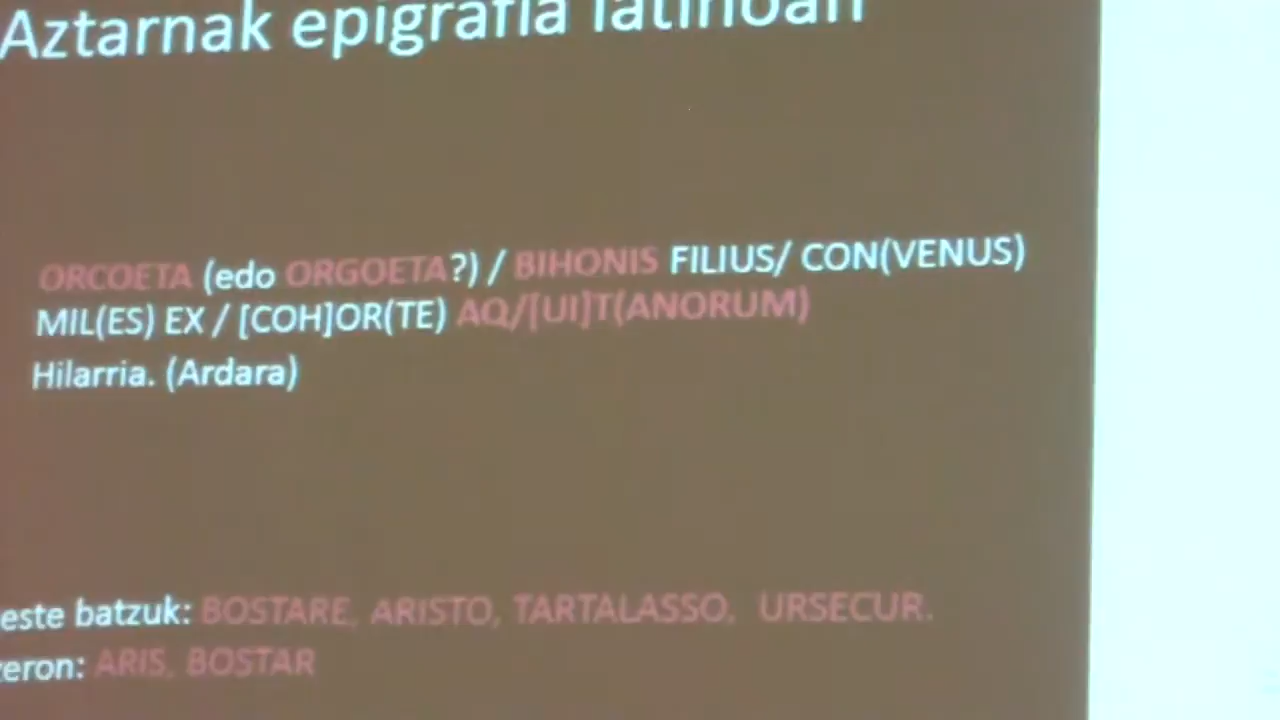 Aztarnak epigrafia latinoan
ORCOETA (edo ORGOETA?) / BIHONIS FILIUS/ CON(VENUS)
MIL(ES) EX / [COH]OR(TE) AQ/[UI]T(ANORUM)
Hilarria. (Ardara)
este batzuk: BOSTARE, ARISTO, TARTALASSO, URSECUR.
eron: ARIS, BOSTAR